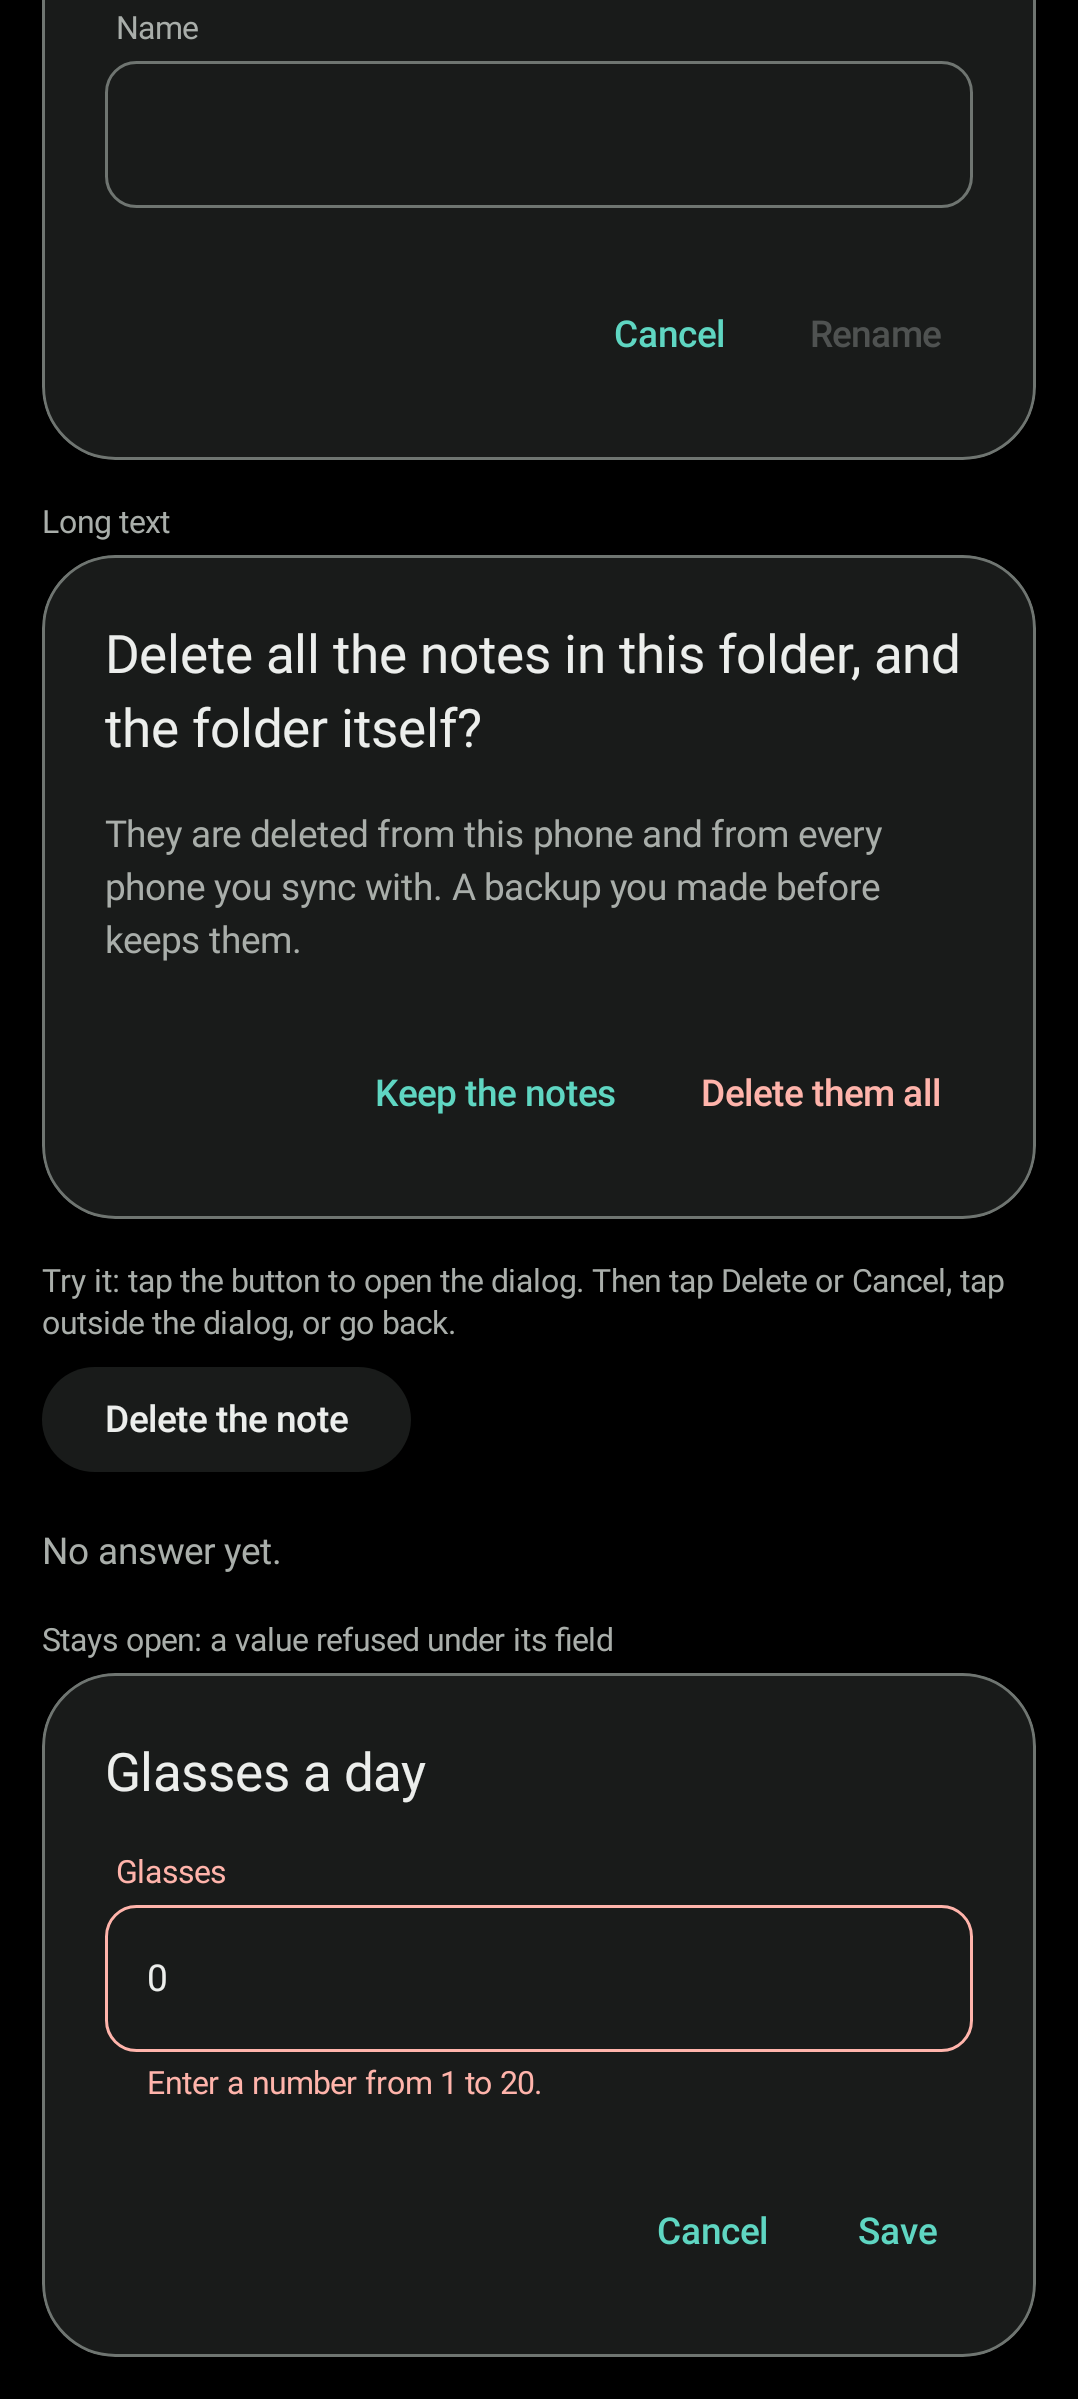 Name
Cancel
Rename
Long text
Delete all the notes in this folder, and
the folder itself?
They are deleted from this phone and from every
phone you sync with. A backup you made before
keeps them.
Keep the notes
Delete them all
Try it: tap the button to open the dialog. Then tap Delete or Cancel, tap
outside the dialog, or go back.
Delete the note
No answer yet.
Stays open: a value refused under its field
Glasses a day
Glasses
0
Enter a number from 1 to 20.
Cancel
Save